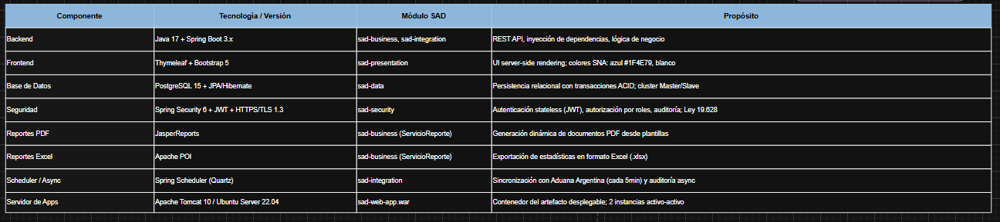 Componente Tecnología / Versión Módulo SAD Propósito
Backend Java 17 + Spring Boot 3.x sad-business, sad-integration REST API, inyección de dependencias, lógica de negocio
Frontend Thymeleaf + Bootstrap 5 sad-presentation UI server-side rendering; colores SNA: azul #1F4E79, blanco
Base de Datos PostgreSQL 15 + JPA/Hibernate sad-data Persistencia relacional con transacciones ACID; cluster Master/Slave
Seguridad Spring Security 6 + JWT + HTTPS/TLS 1.3 sad-security Autenticación stateless (JWT), autorización por roles, auditoría; Ley 19.628
Reportes PDF JasperReports sad-business (ServicioReporte) Generación dinámica de documentos PDF desde plantillas
Reportes Excel Apache POI sad-business (ServicioReporte) Exportación de estadísticas en formato Excel (.xlsx)
Scheduler / Async Spring Scheduler (Quartz) sad-integration Sincronización con Aduana Argentina (cada 5min) y auditoría async
Servidor de Apps Apache Tomcat 10 / Ubuntu Server 22.04 sad-web-app.war Contenedor del artefacto desplegable; 2 instancias activo-activo